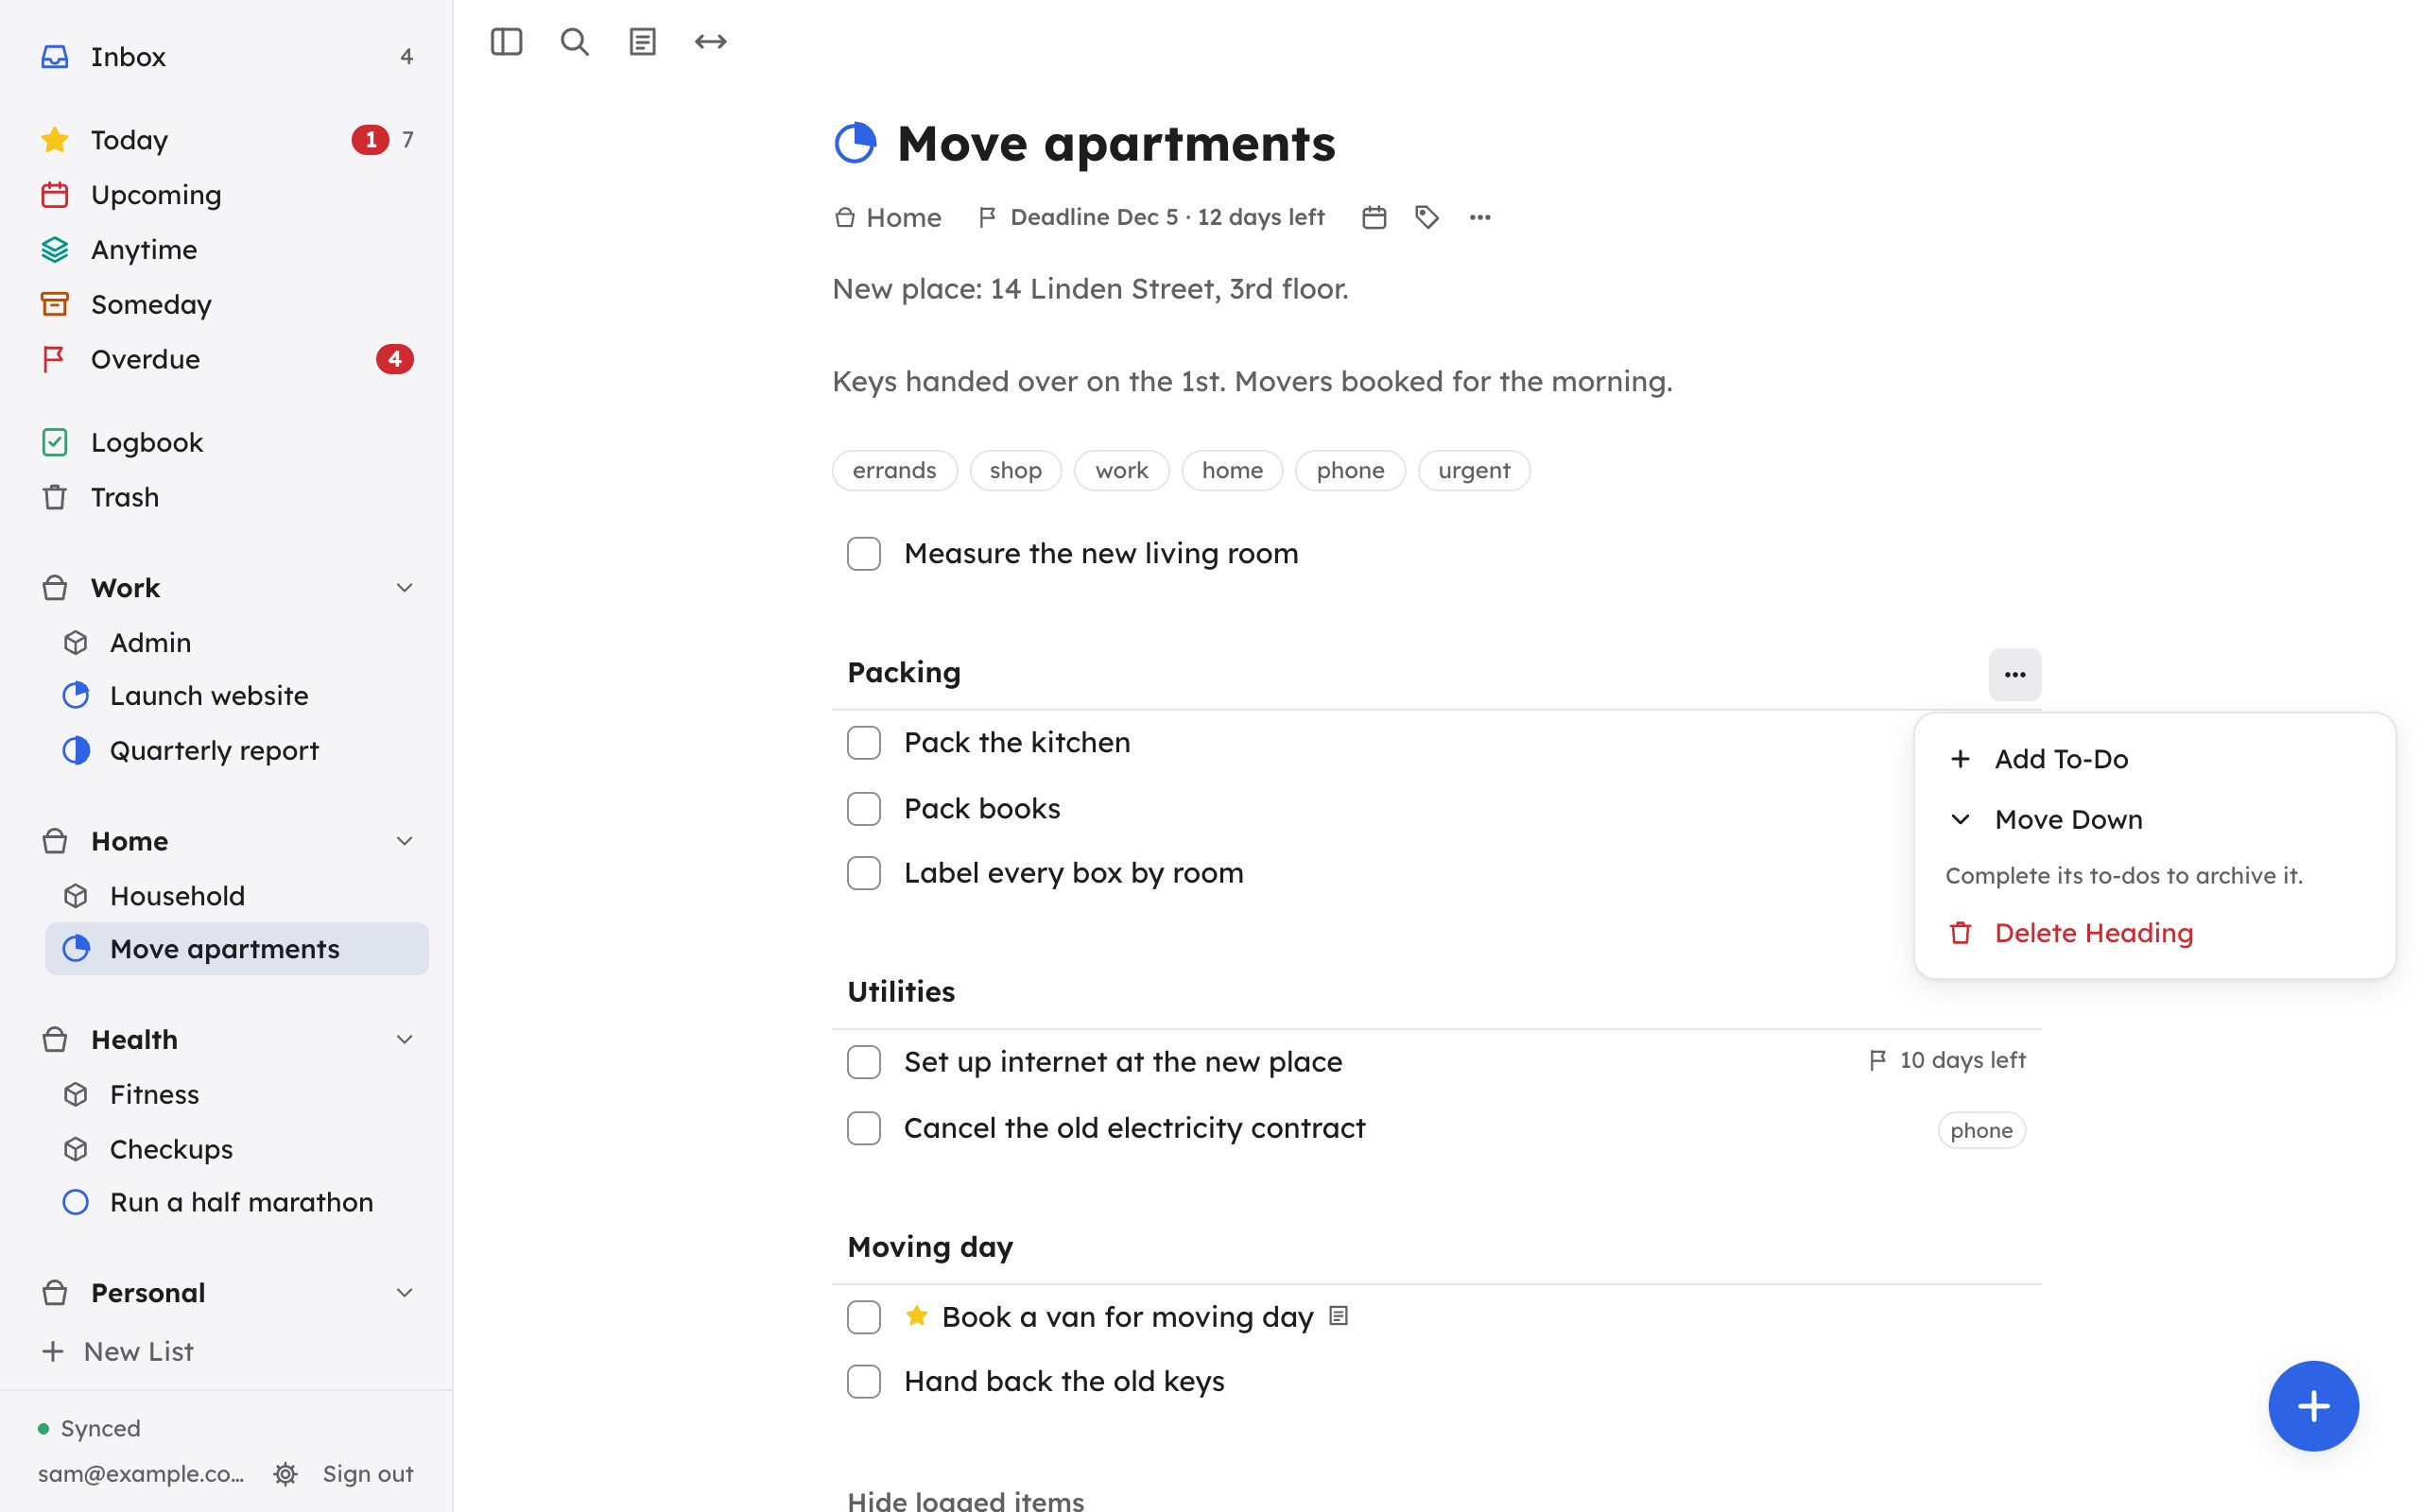 Inbox 4
Today 1 7
Upcoming
Anytime
Someday
Overdue 4
Logbook
Trash
Work
Admin
Launch website
Quarterly report
Home
Household
Move apartments
Health
Fitness
Checkups
Run a half marathon
Personal
New List
Synced
sam@example.co...
Sign out
Move apartments
Home Deadline Dec 5 · 12 days left
New place: 14 Linden Street, 3rd floor.
Keys handed over on the 1st. Movers booked for the morning.
errands shop work home phone urgent
Measure the new living room
Packing
Pack the kitchen
Pack books
Label every box by room
Add To-Do
Move Down
Complete its to-dos to archive it.
Delete Heading
Utilities
Set up internet at the new place 10 days left
Cancel the old electricity contract phone
Moving day
Book a van for moving day
Hand back the old keys
Hide logged items